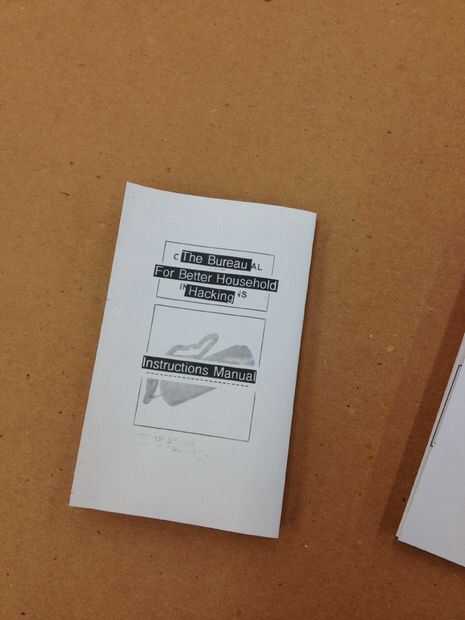 The Bureau
For Better Household
Hacking
Instructions Manual